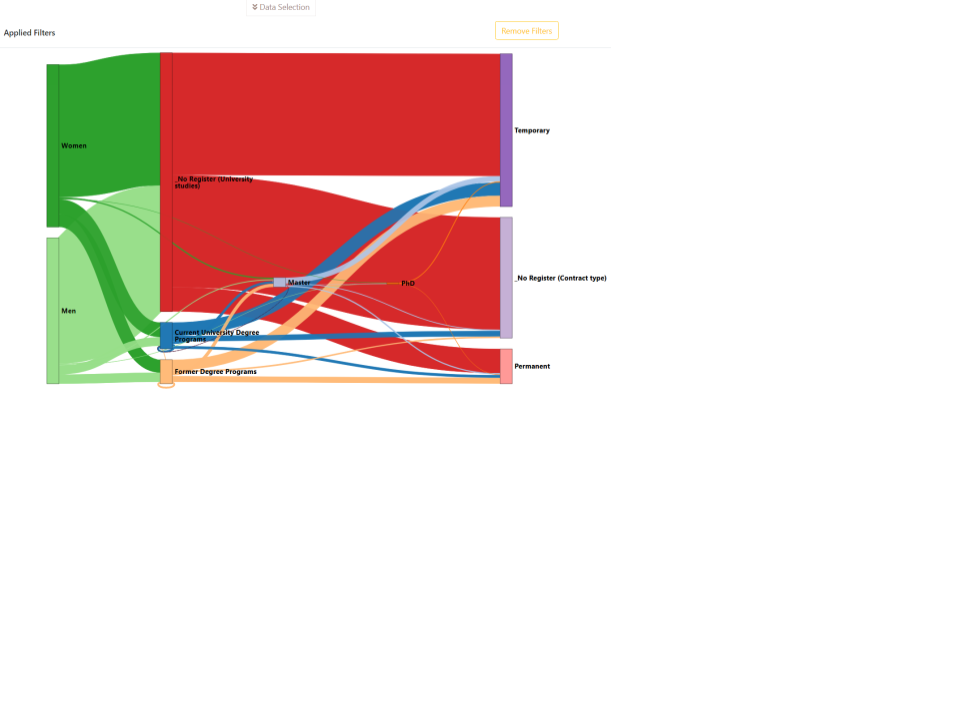 Data Selection
Applied Filters
Remove Filters
Women
_No Register (University
studies)
Temporary
Men
Master
PhD
_No Register (Contract type)
Current University Degree
Programs
Former Degree Programs
Permanent